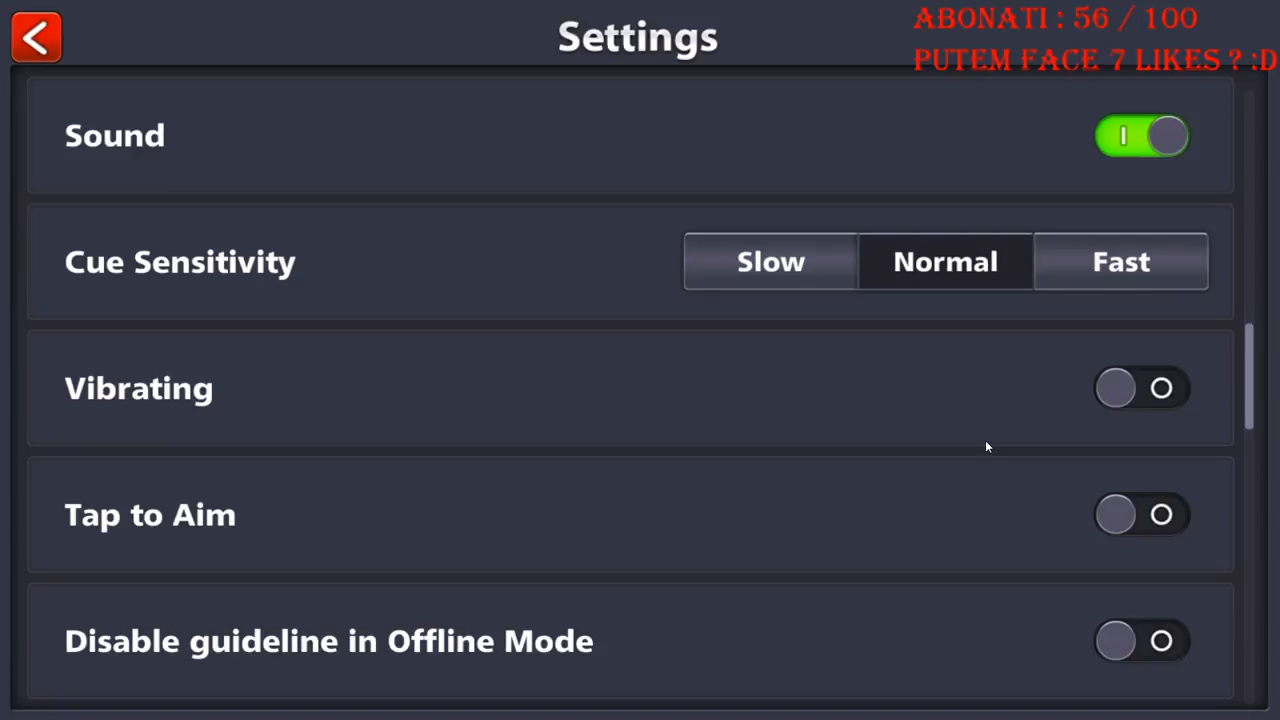 Settings
ABONATI : 56 / 100
PUTEM FACE 7 LIKES ? :D
Sound
Cue Sensitivity
Slow Normal Fast
Vibrating
Tap to Aim
Disable guideline in Offline Mode